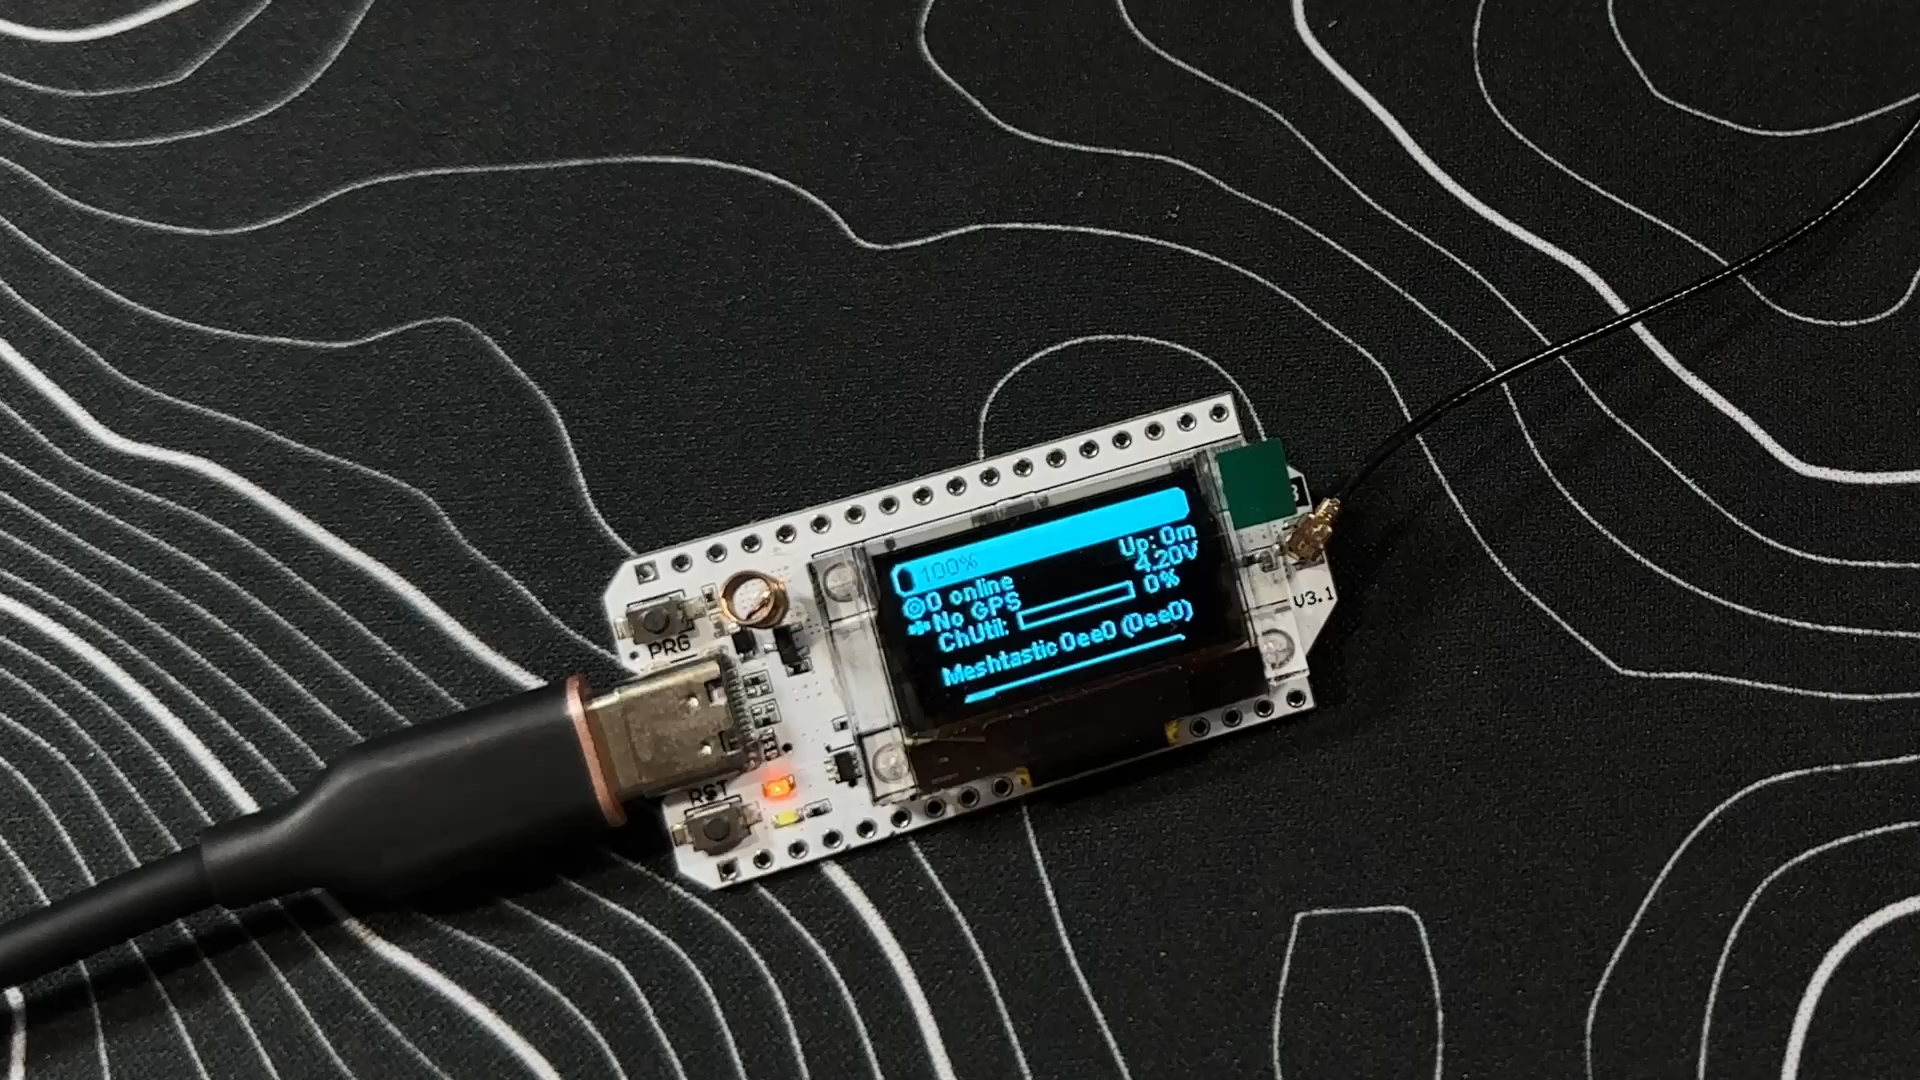 100%
0 online
Up: 0m
No GPS
4.20V
ChUtil:
0%
Meshtastic 0ee0 (0ee0)
PRG
RST
V3.1